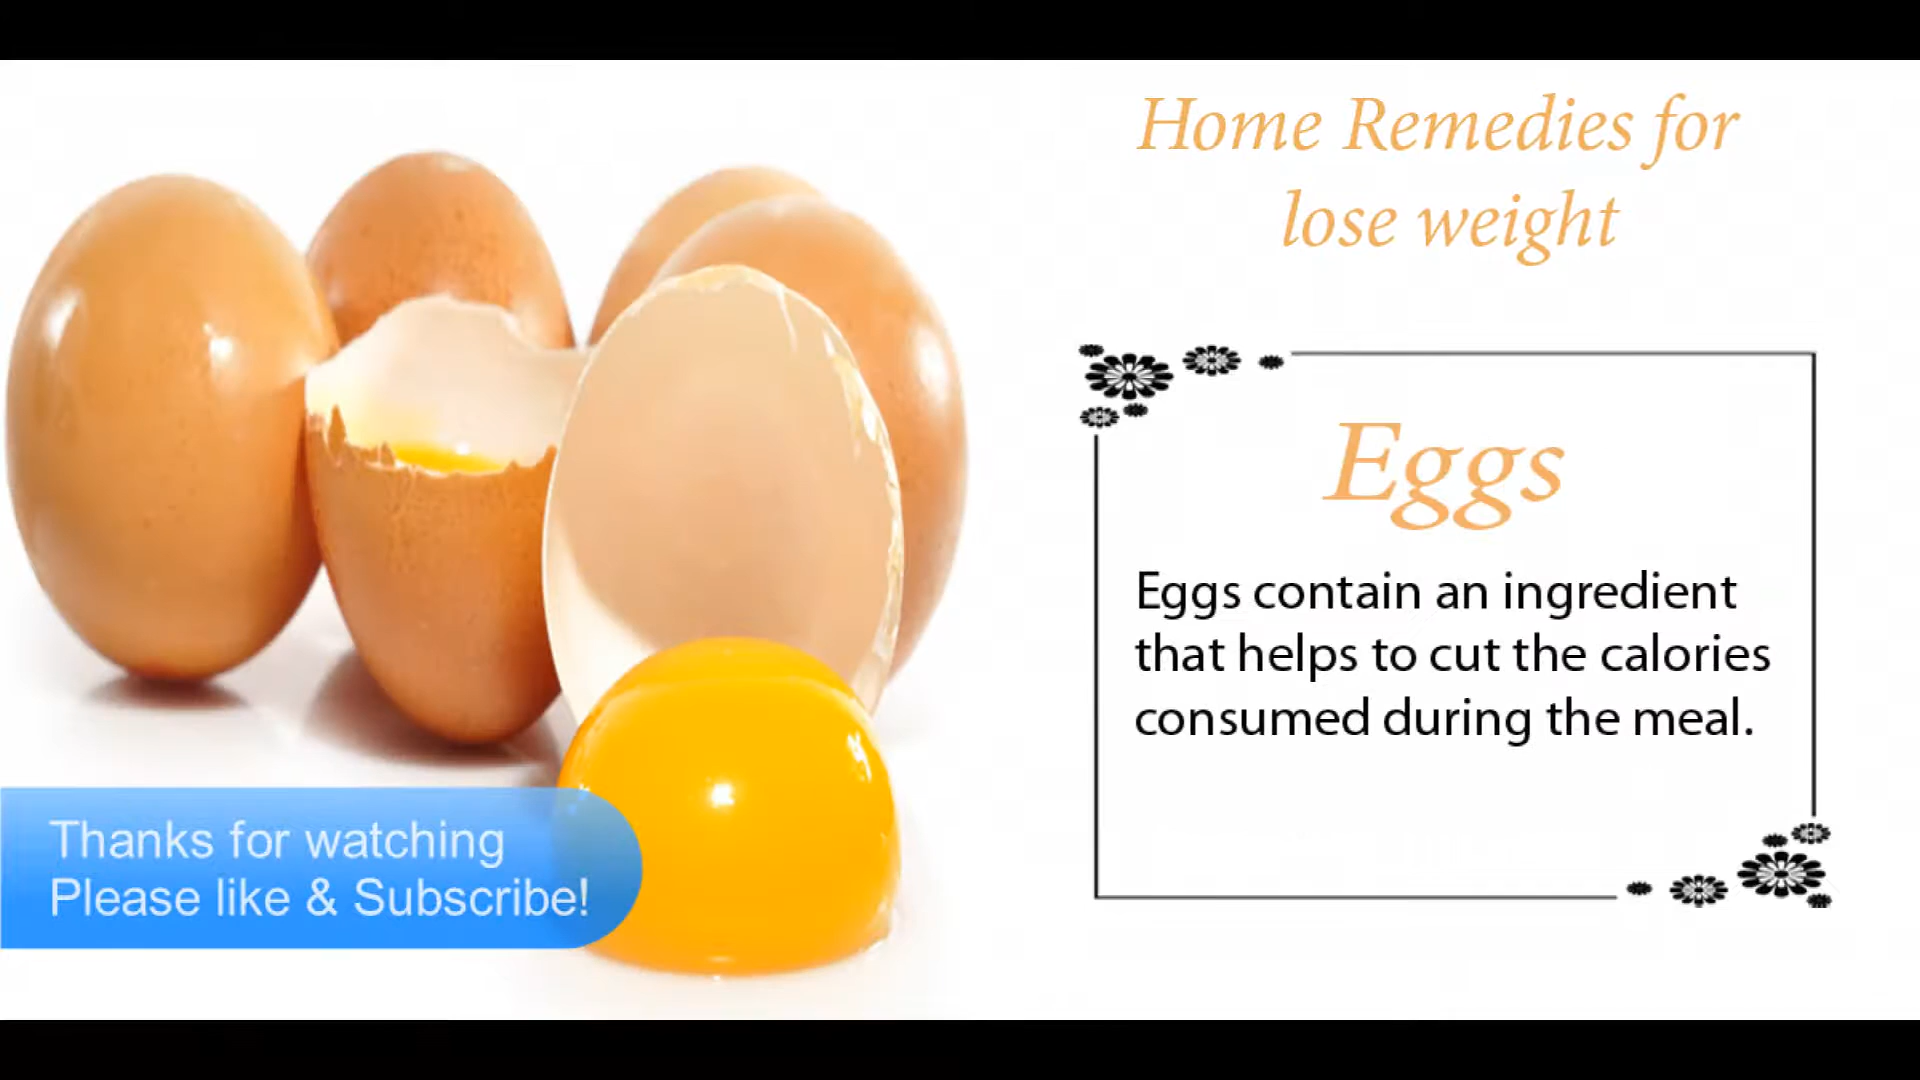 Home Remedies for
lose weight
Eggs
Eggs contain an ingredient
that helps to cut the calories
consumed during the meal.
Thanks for watching
Please like & Subscribe!